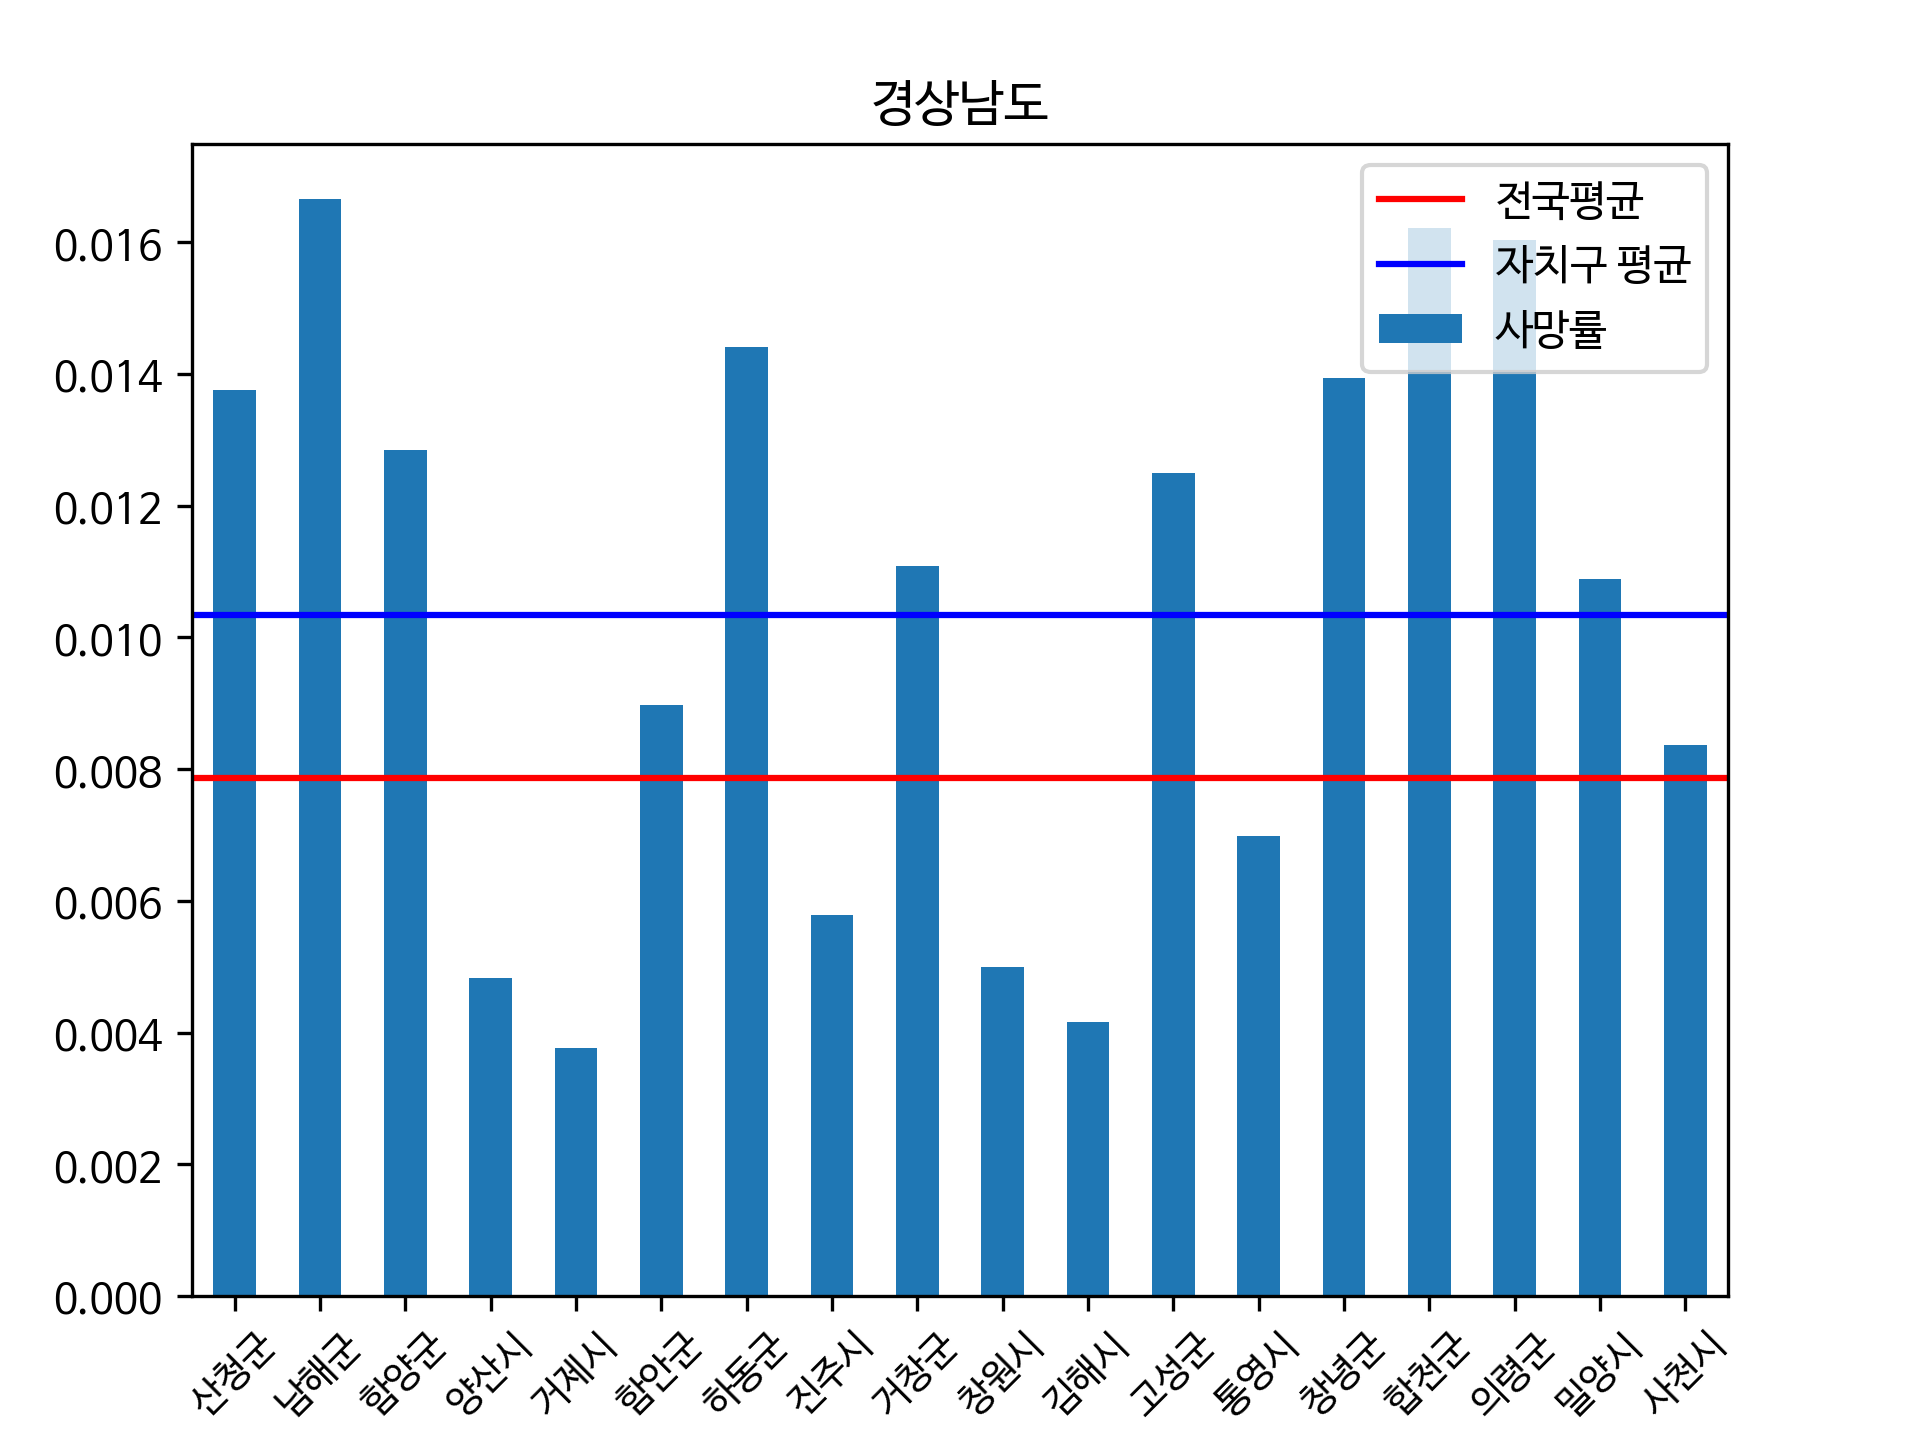 경상남도
전국평균
자치구 평균
사망률
0.016
0.014
0.012
0.010
0.008
0.006
0.004
0.002
0.000
산청군
남해군
함양군
양산시
거제시
함안군
하동군
진주시
거창군
창원시
김해시
고성군
통영시
창녕군
합천군
의령군
밀양시
사천시